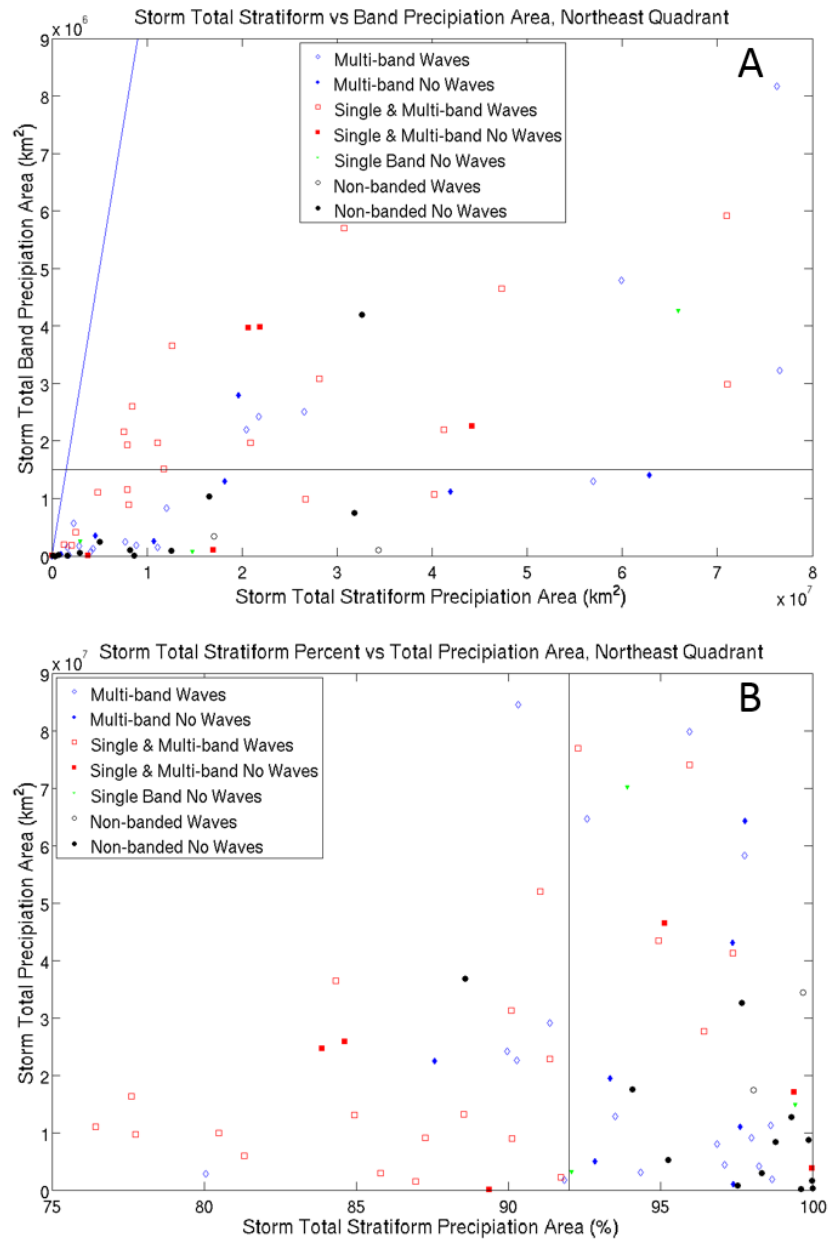 Storm Total Stratiform vs Band Precipiation Area, Northeast Quadrant
x 10⁶
A
Multi-band Waves
Multi-band No Waves
Single & Multi-band Waves
Single & Multi-band No Waves
Single Band No Waves
Non-banded Waves
Non-banded No Waves
Storm Total Band Precipiation Area (km²)
9
8
7
6
5
4
3
2
1
0
0 1 2 3 4 5 6 7 8
Storm Total Stratiform Precipiation Area (km²)
x 10⁷
Storm Total Stratiform Percent vs Total Precipiation Area, Northeast Quadrant
x 10⁷
B
Multi-band Waves
Multi-band No Waves
Single & Multi-band Waves
Single & Multi-band No Waves
Single Band No Waves
Non-banded Waves
Non-banded No Waves
Storm Total Precipiation Area (km²)
9
8
7
6
5
4
3
2
1
0
75 80 85 90 95 100
Storm Total Stratiform Precipiation Area (%)